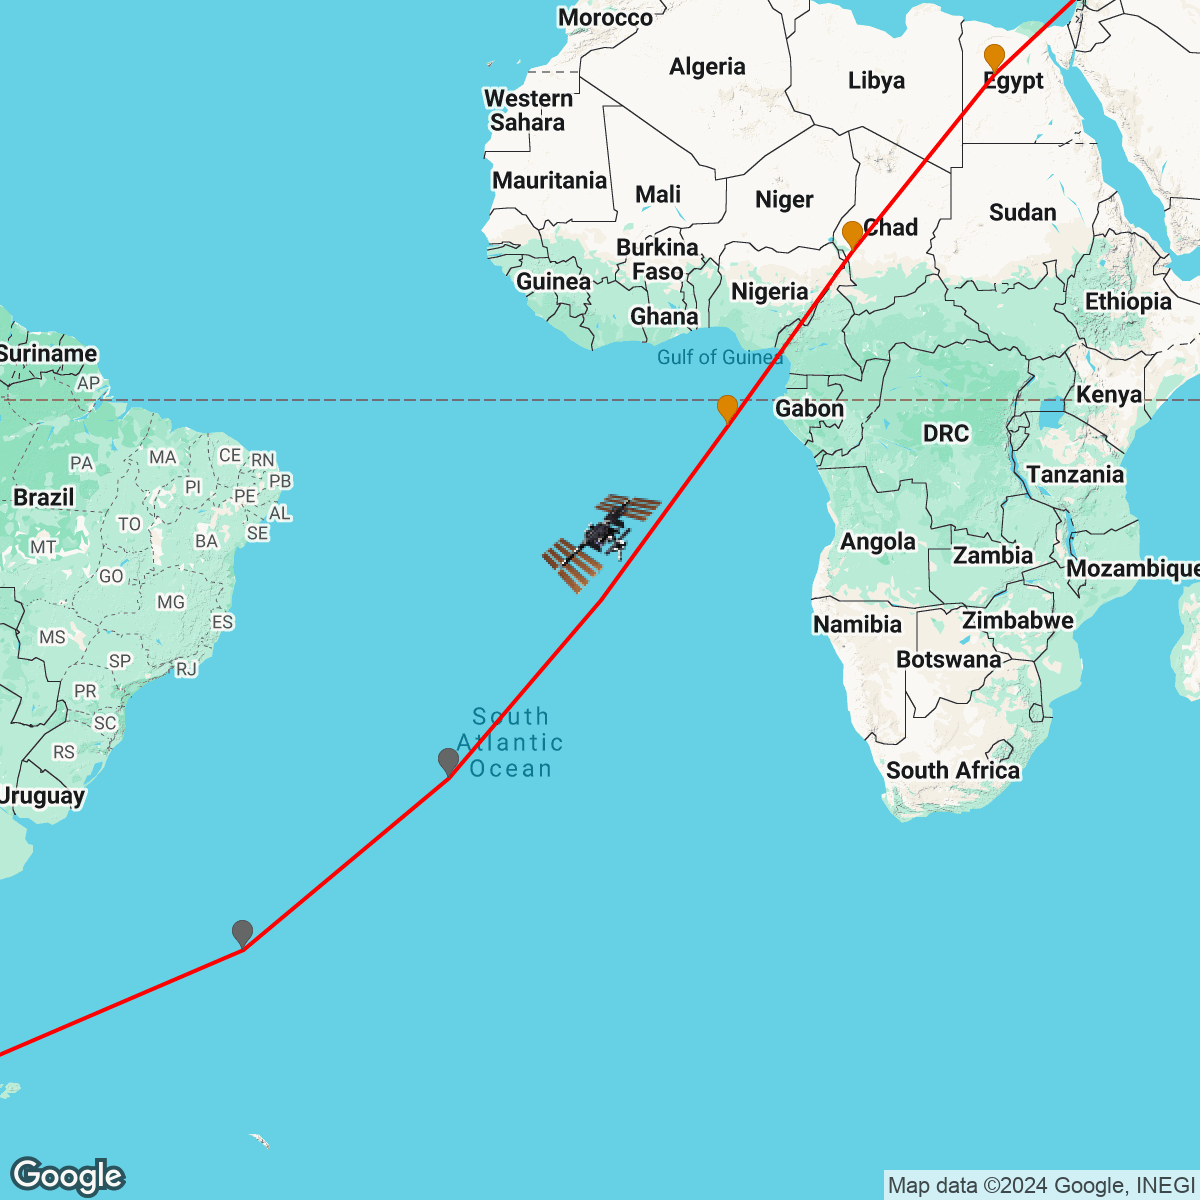 Morocco
Algeria
Libya
Egypt
Western
Sahara
Mauritania
Mali
Niger
Chad
Sudan
Burkina
Faso
Guinea
Nigeria
Ghana
Ethiopia
Gulf of Guinea
Suriname
AP
Gabon
Kenya
DRC
Tanzania
PA
MA
CE
RN
PI
PB
PE
Brazil
AL
TO
SE
BA
MT
GO
Angola
Zambia
Mozambique
MG
ES
Namibia
Zimbabwe
MS
SP
RJ
Botswana
PR
SC
South
Atlantic
Ocean
RS
South Africa
Uruguay
Google
Map data ©2024 Google, INEGI